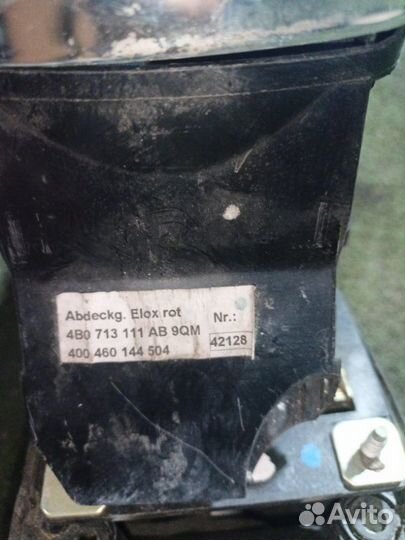 Abdeckg. Elox rot Nr.:
4B0 713 111 AB 9QM
400 460 144 504 42128
Avito